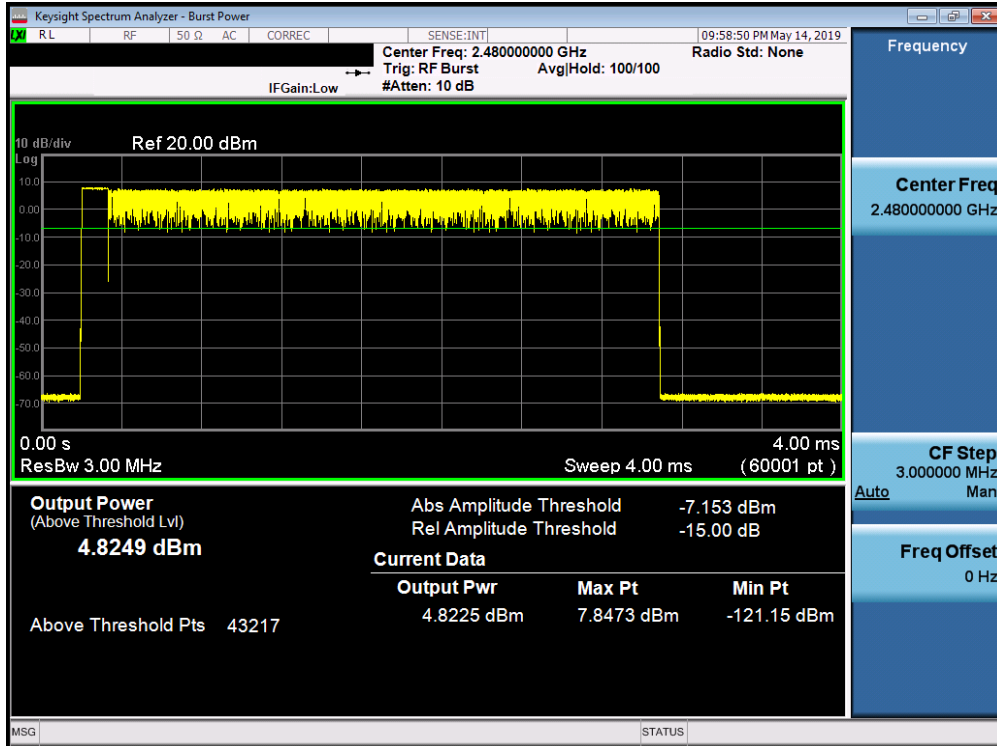 Keysight Spectrum Analyzer - Burst Power
LXI RL RF 50 Ω AC CORREC SENSE:INT 09:58:50 PM May 14, 2019
Center Freq: 2.480000000 GHz Radio Std: None
Trig: RF Burst Avg|Hold: 100/100
IFGain:Low #Atten: 10 dB
10 dB/div Ref 20.00 dBm
Log
10.0
0.00
-10.0
-20.0
-30.0
-40.0
-50.0
-60.0
-70.0
0.00 s 4.00 ms
ResBw 3.00 MHz Sweep 4.00 ms (60001 pt)
Output Power
(Above Threshold Lvl)
4.8249 dBm
Above Threshold Pts 43217
Abs Amplitude Threshold -7.153 dBm
Rel Amplitude Threshold -15.00 dB
Current Data
Output Pwr Max Pt Min Pt
4.8225 dBm 7.8473 dBm -121.15 dBm
Frequency
Center Freq
2.480000000 GHz
CF Step
3.000000 MHz
Auto Man
Freq Offset
0 Hz
MSG STATUS